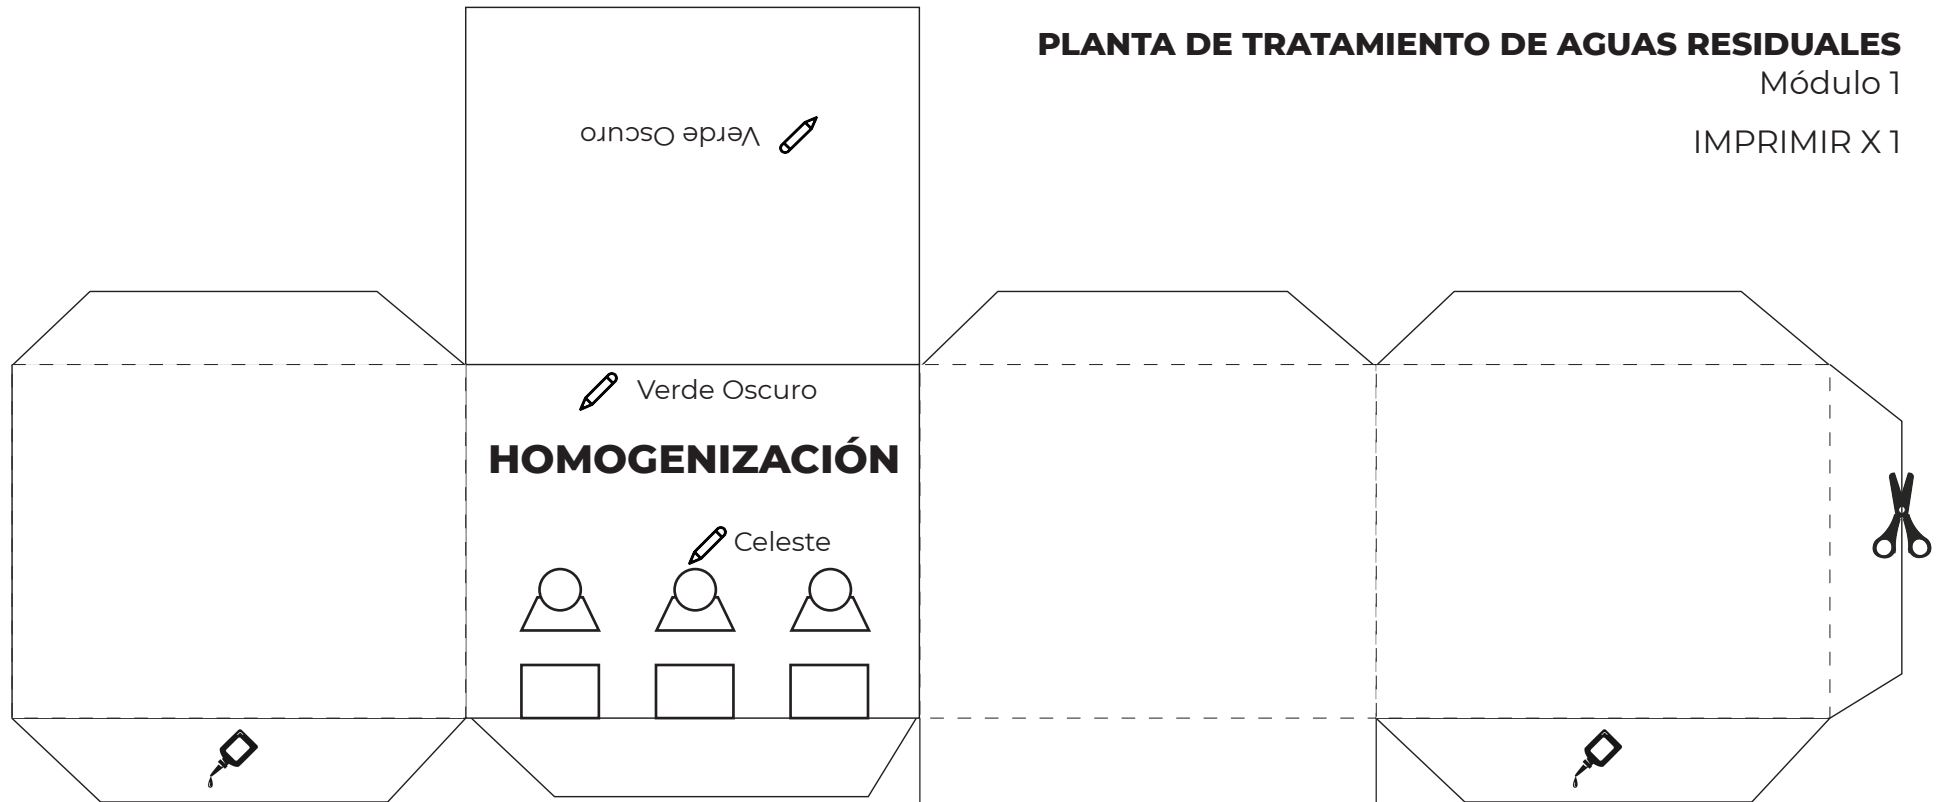 PLANTA DE TRATAMIENTO DE AGUAS RESIDUALES
Módulo 1
IMPRIMIR X 1
Verde Oscuro
Verde Oscuro
HOMOGENIZACIÓN
Celeste